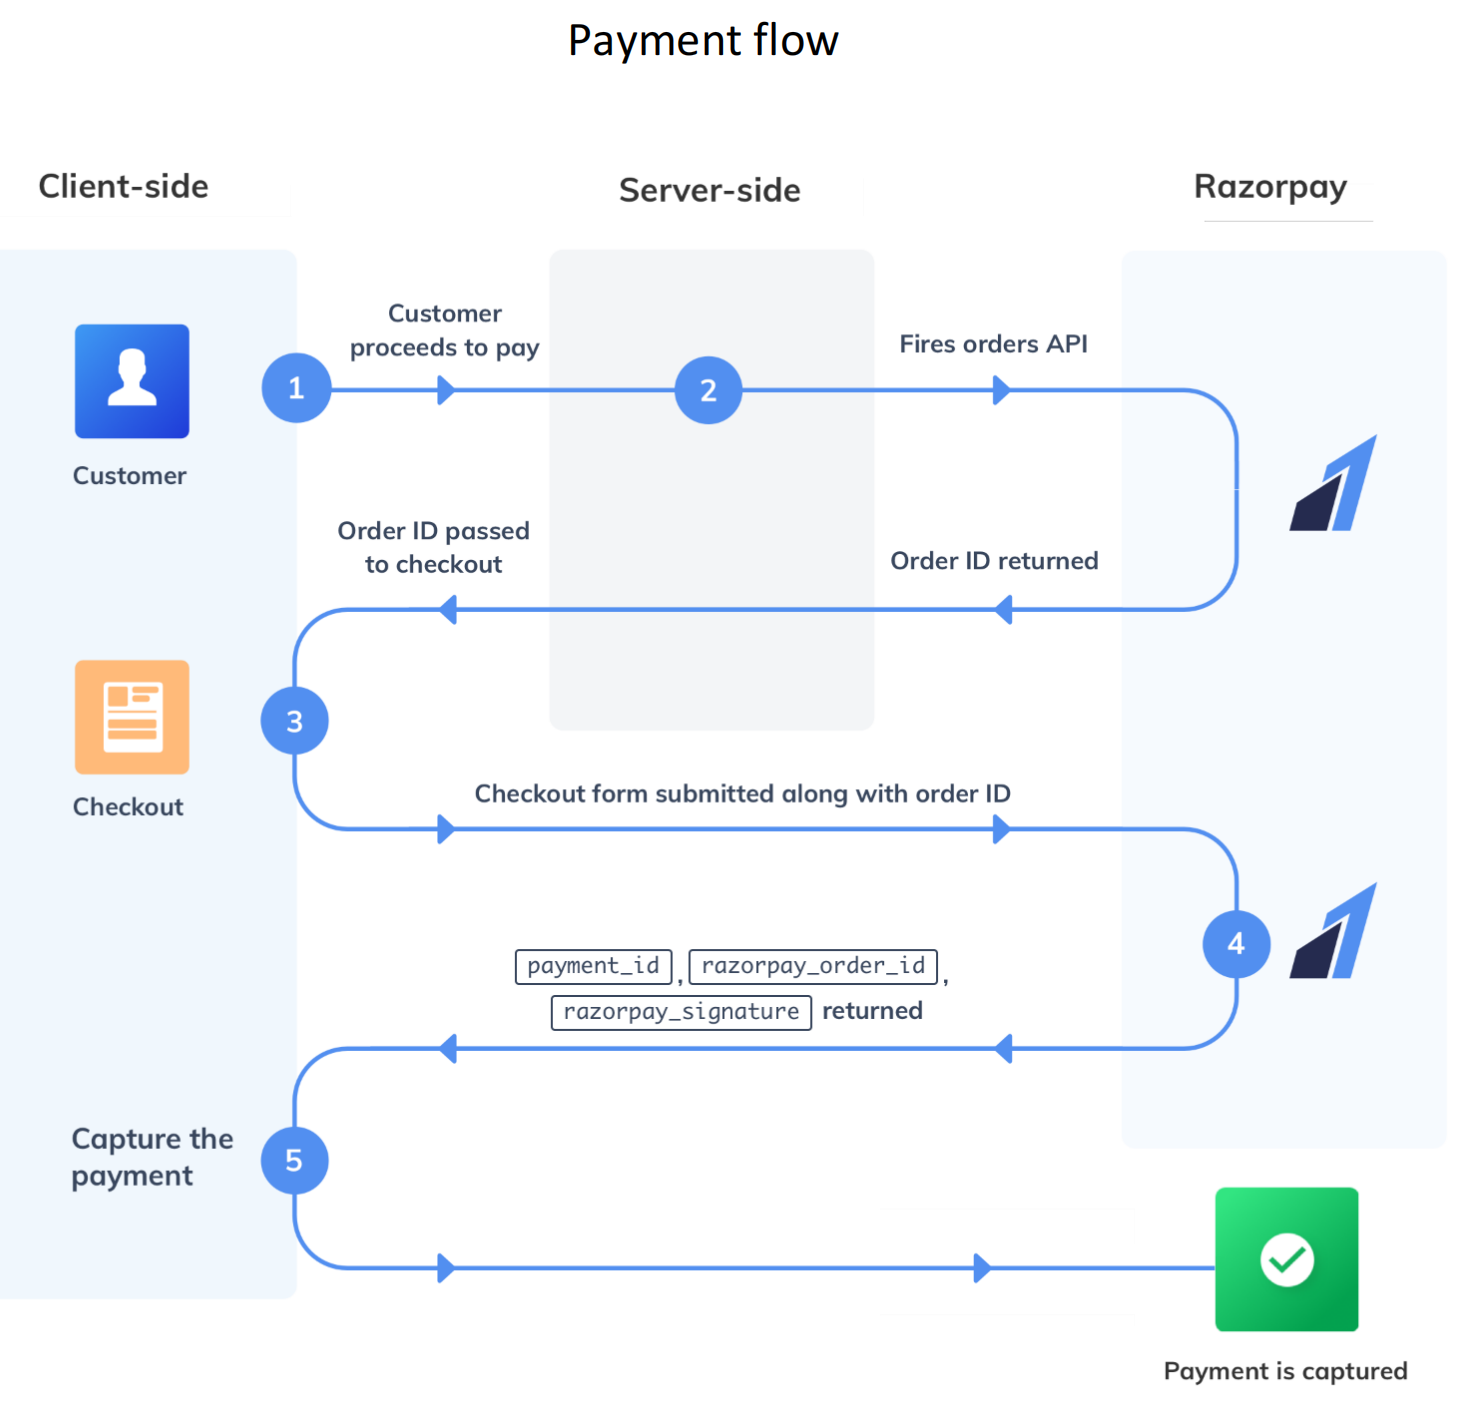 Payment flow
Client-side
Server-side
Razorpay
Customer
proceeds to pay
Fires orders API
1
2
Customer
Order ID passed
to checkout
Order ID returned
3
Checkout
Checkout form submitted along with order ID
4
payment_id , razorpay_order_id ,
razorpay_signature returned
Capture the
payment
5
Payment is captured